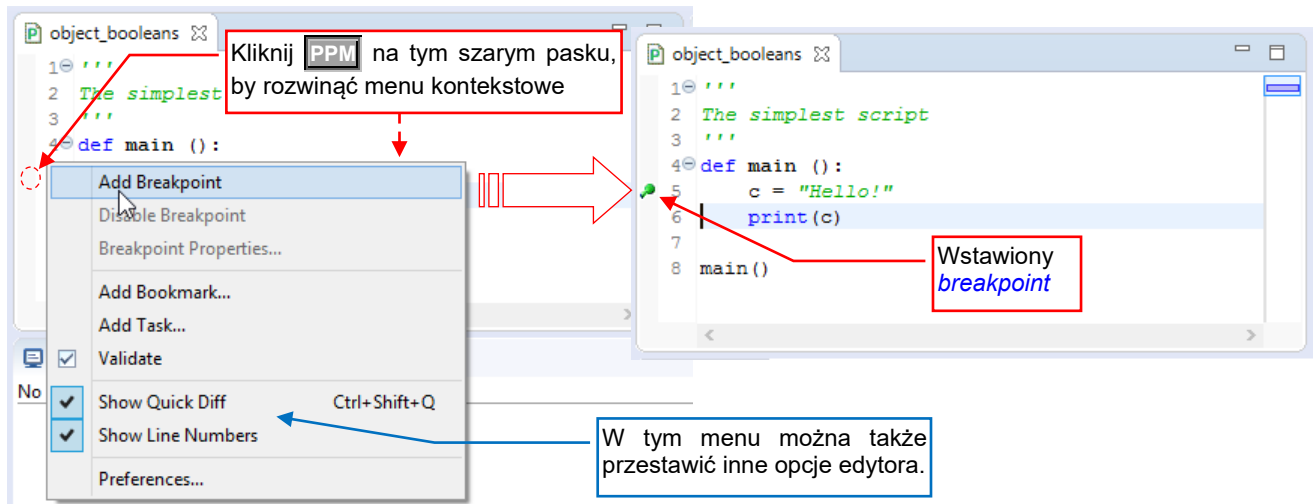 object_booleans
Kliknij PPM na tym szarym pasku,
by rozwinąć menu kontekstowe
1 '''
2 The simplest
3 '''
4 def main ():
Add Breakpoint
Disable Breakpoint
Breakpoint Properties...
Add Bookmark...
Add Task...
Validate
Show Quick Diff Ctrl+Shift+Q
Show Line Numbers
Preferences...
No
object_booleans
1 '''
2 The simplest script
3 '''
4 def main ():
5 c = "Hello!"
6 print(c)
7
8 main()
Wstawiony
breakpoint
W tym menu można także
przestawić inne opcje edytora.